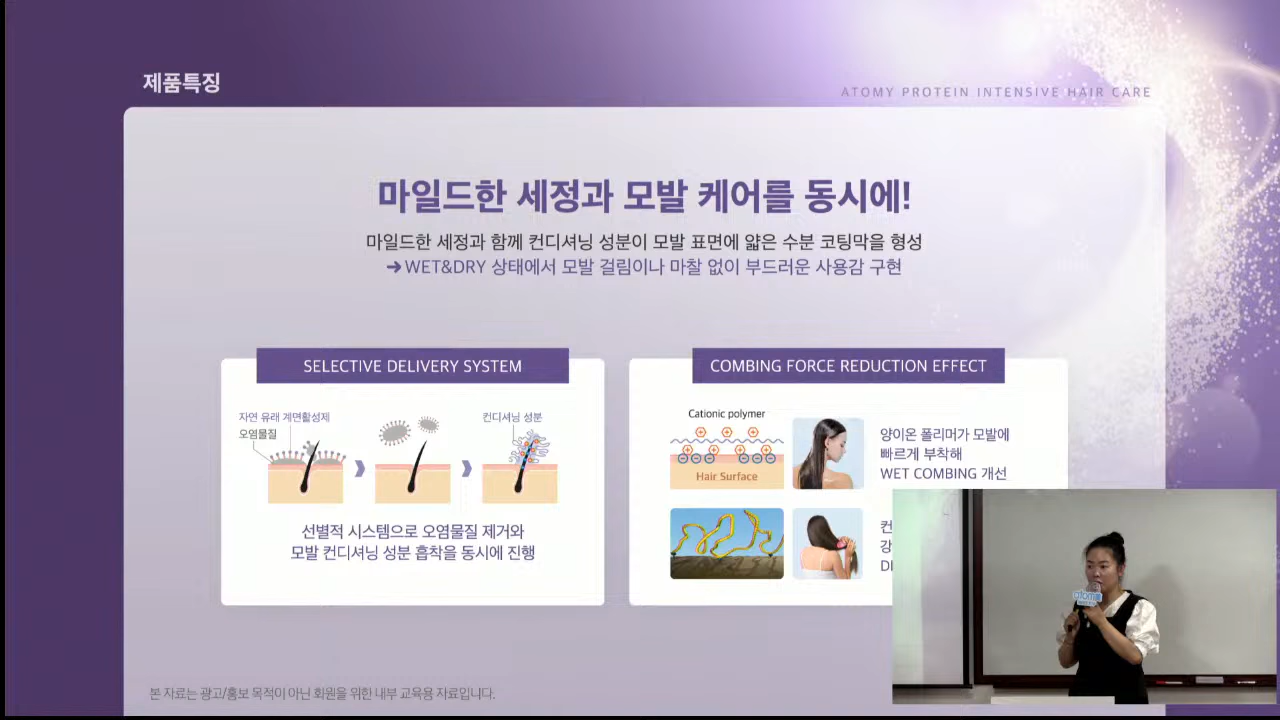 제품특징
ATOMY PROTEIN INTENSIVE HAIR CARE
마일드한 세정과 모발 케어를 동시에!
마일드한 세정과 함께 컨디셔닝 성분이 모발 표면에 얇은 수분 코팅막을 형성
➔WET&DRY 상태에서 모발 걸림이나 마찰 없이 부드러운 사용감 구현
SELECTIVE DELIVERY SYSTEM
자연 유래 계면활성제
오염물질
컨디셔닝 성분
선별적 시스템으로 오염물질 제거와
모발 컨디셔닝 성분 흡착을 동시에 진행
COMBING FORCE REDUCTION EFFECT
Cationic polymer
Hair Surface
양이온 폴리머가 모발에
빠르게 부착해
WET COMBING 개선
컨
강
atom美
본 자료는 광고/홍보 목적이 아닌 회원을 위한 내부 교육용 자료입니다.